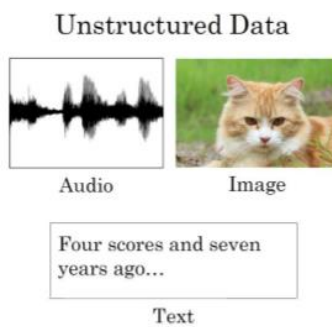 Unstructured Data
Audio
Image
Four scores and seven
years ago...
Text